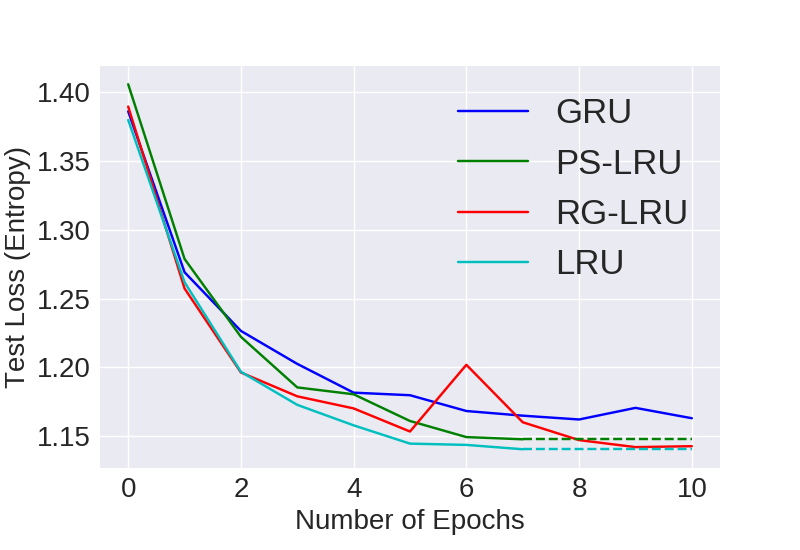 1.40
1.35
1.30
1.25
1.20
1.15
Test Loss (Entropy)
GRU
PS-LRU
RG-LRU
LRU
0 2 4 6 8 10
Number of Epochs